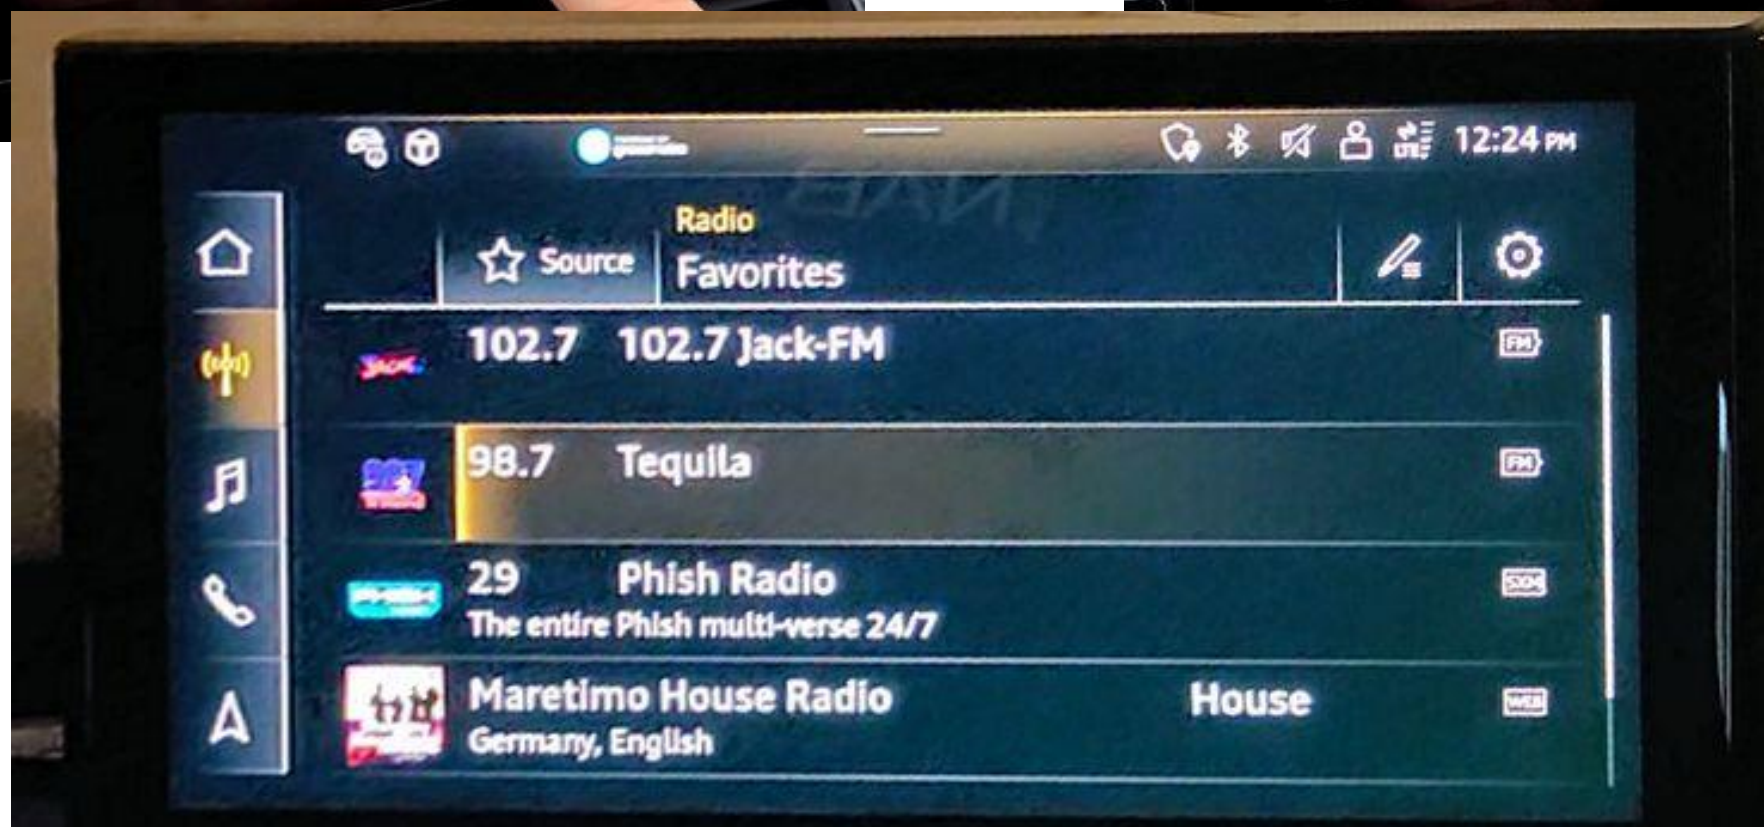 LTE 12:24 PM
Radio
Source Favorites
102.7 102.7 Jack-FM FM
98.7 Tequila FM
29 Phish Radio SXM
The entire Phish multi-verse 24/7
Maretimo House Radio House WEB
Germany, English